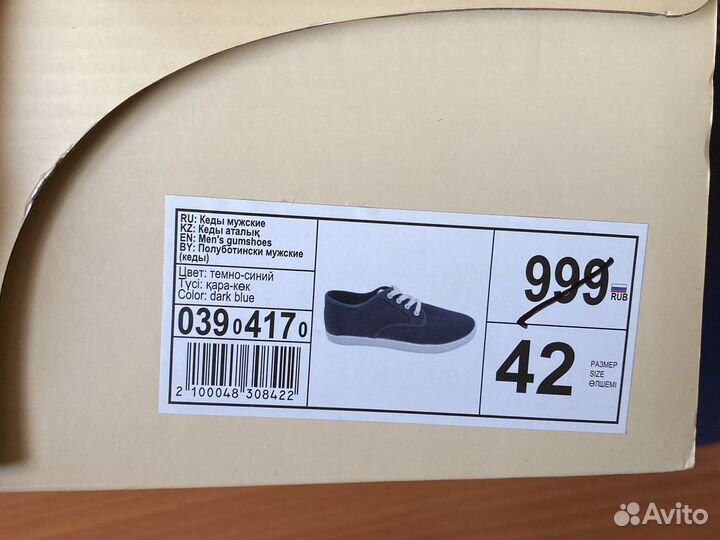 RU: Кеды мужские
KZ: Кеды аталық
EN: Men's gumshoes
BY: Полуботински мужские
(кеды)
Цвет: темно-синий
Түсі: қара-көк
Color: dark blue
039 0 417 0
2 100048 308422
999 RUB
42
РАЗМЕР
SIZE
ӨЛШЕМІ
Avito